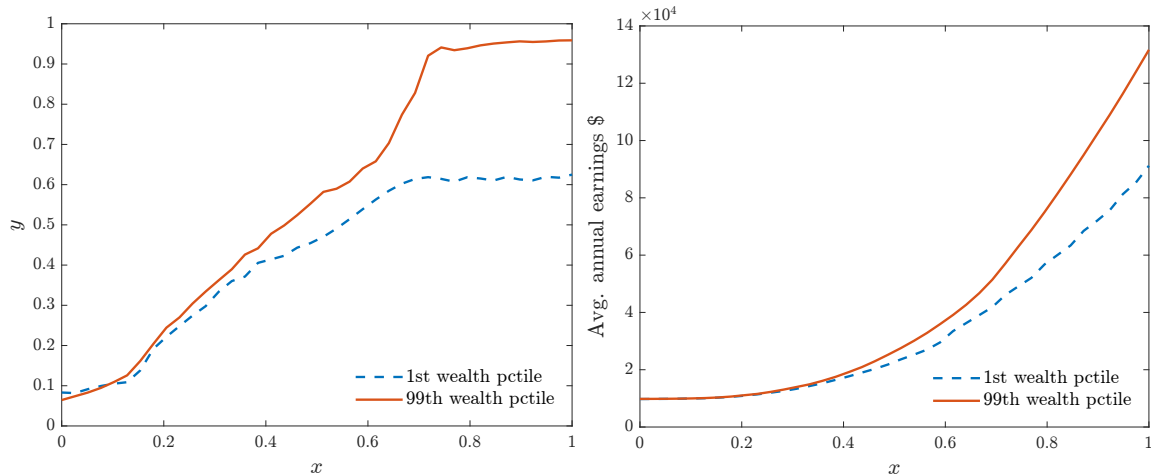 1
0.9
0.8
0.7
0.6
0.5
0.4
0.3
0.2
0.1
0
y
1st wealth pctile
99th wealth pctile
0 0.2 0.4 0.6 0.8 1
x
×10⁴
14
12
10
8
6
4
2
0
Avg. annual earnings $
1st wealth pctile
99th wealth pctile
0 0.2 0.4 0.6 0.8 1
x